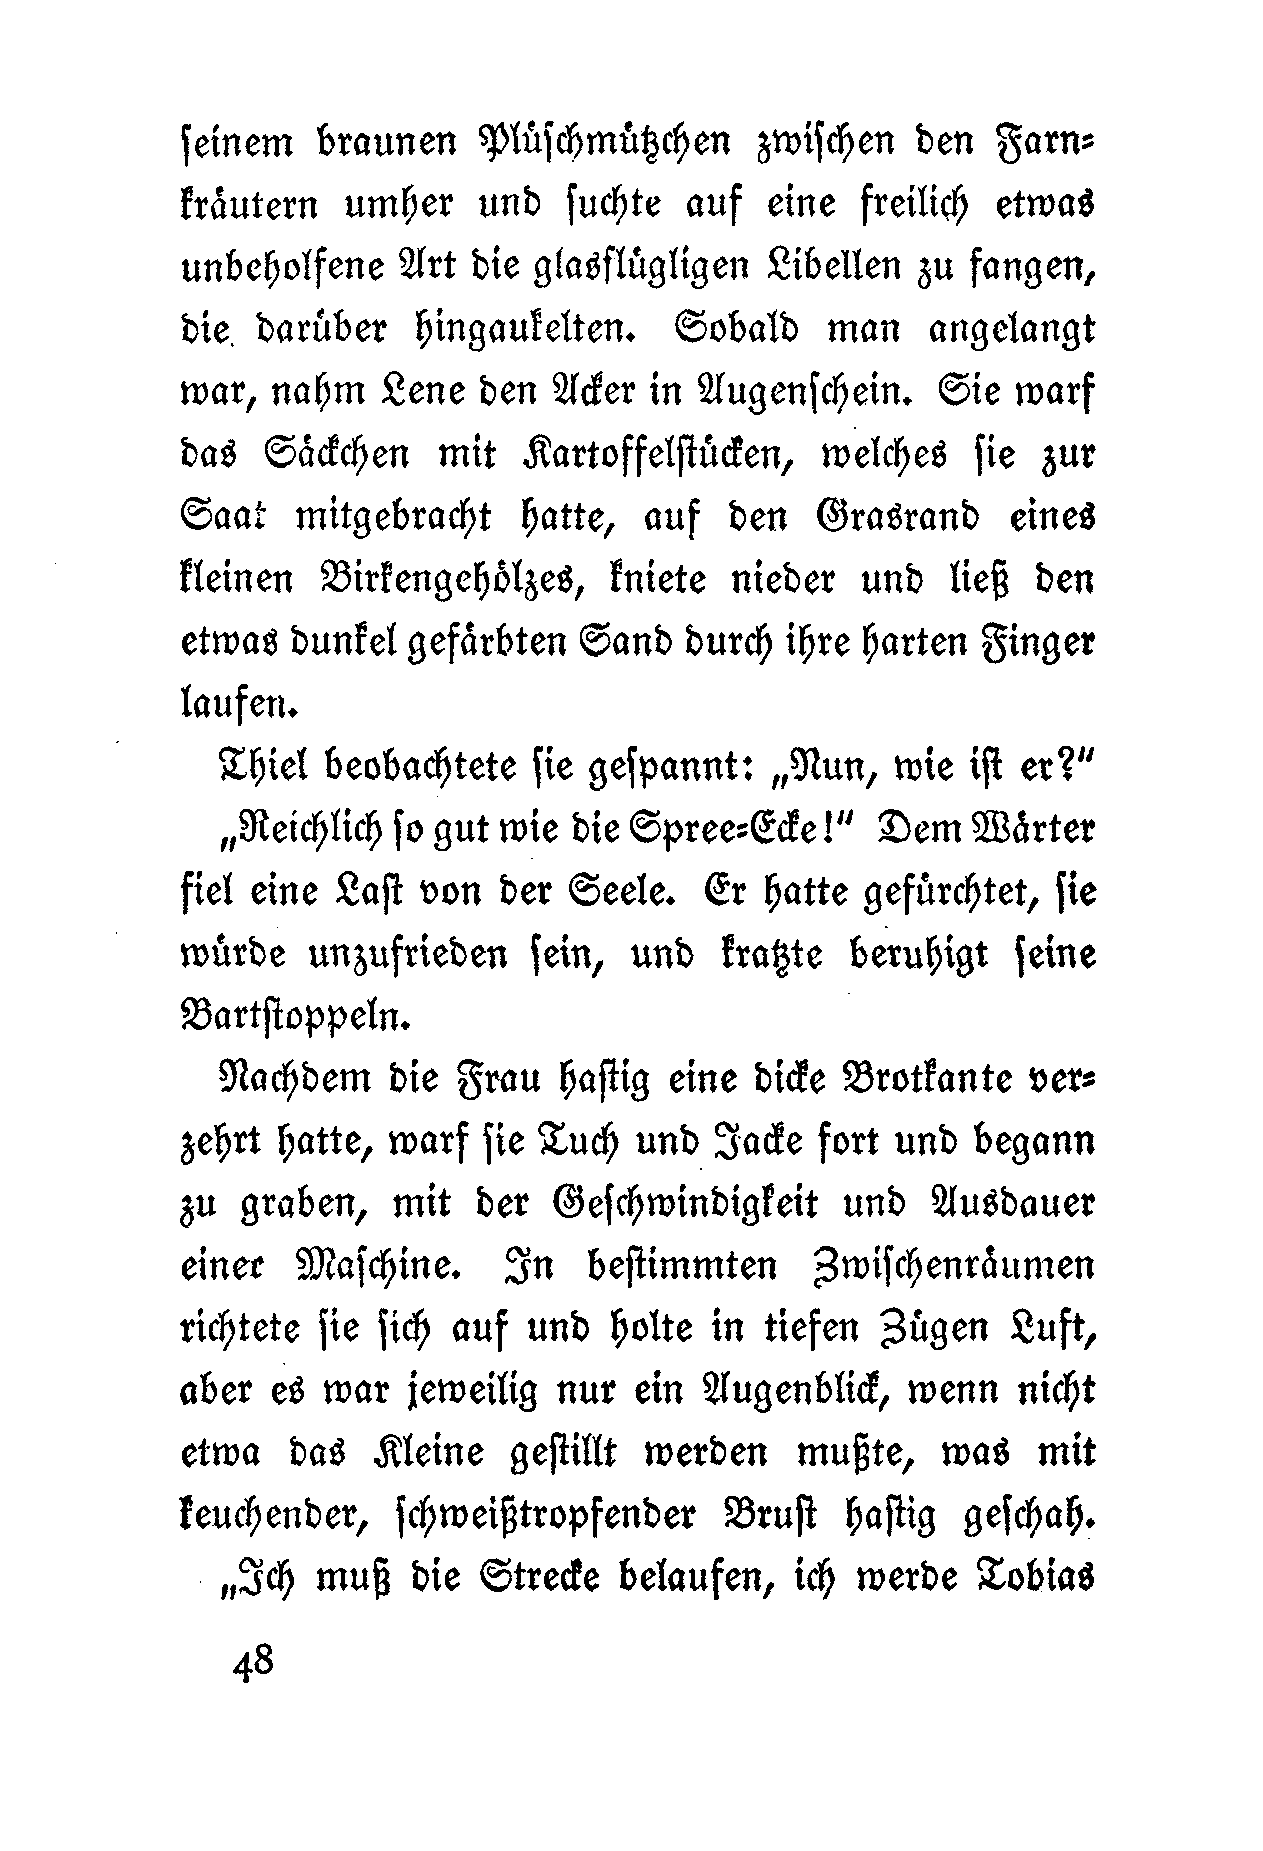 seinem braunen Plüschmützchen zwischen den Farn-
kräutern umher und suchte auf eine freilich etwas
unbeholfene Art die glasflügligen Libellen zu fangen,
die darüber hingaukelten. Sobald man angelangt
war, nahm Lene den Acker in Augenschein. Sie warf
das Säckchen mit Kartoffelstücken, welches sie zur
Saat mitgebracht hatte, auf den Grasrand eines
kleinen Birkengehölzes, kniete nieder und ließ den
etwas dunkel gefärbten Sand durch ihre harten Finger
laufen.
Thiel beobachtete sie gespannt: „Nun, wie ist er?"
„Reichlich so gut wie die Spree-Ecke!" Dem Wärter
fiel eine Last von der Seele. Er hatte gefürchtet, sie
würde unzufrieden sein, und kratzte beruhigt seine
Bartstoppeln.
Nachdem die Frau hastig eine dicke Brotkante ver-
zehrt hatte, warf sie Tuch und Jacke fort und begann
zu graben, mit der Geschwindigkeit und Ausdauer
einer Maschine. In bestimmten Zwischenräumen
richtete sie sich auf und holte in tiefen Zügen Luft,
aber es war jeweilig nur ein Augenblick, wenn nicht
etwa das Kleine gestillt werden mußte, was mit
keuchender, schweißtropfender Brust hastig geschah.
„Ich muß die Strecke belaufen, ich werde Tobias
48